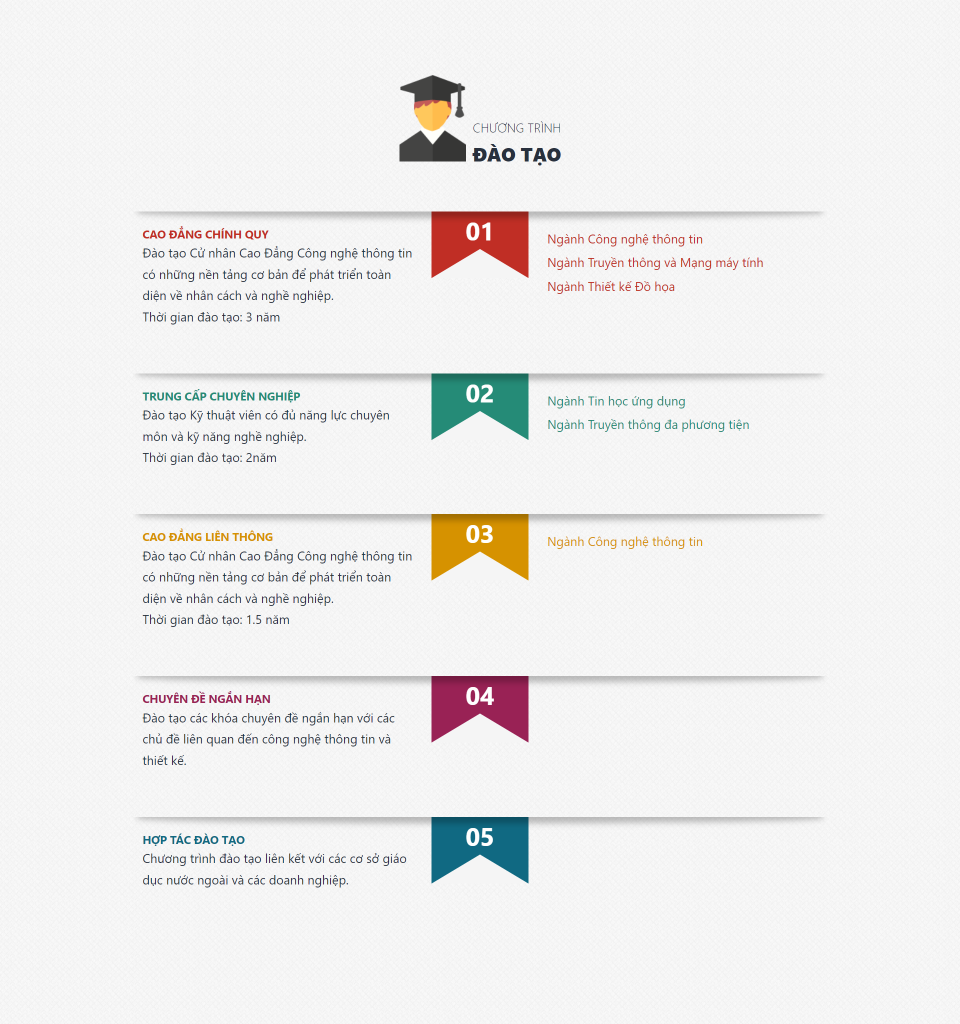 CHƯƠNG TRÌNH
ĐÀO TẠO
01
CAO ĐẲNG CHÍNH QUY
Đào tạo Cử nhân Cao Đẳng Công nghệ thông tin
có những nền tảng cơ bản để phát triển toàn
diện về nhân cách và nghề nghiệp.
Thời gian đào tạo: 3 năm
Ngành Công nghệ thông tin
Ngành Truyền thông và Mạng máy tính
Ngành Thiết kế Đồ họa
02
TRUNG CẤP CHUYÊN NGHIỆP
Đào tạo Kỹ thuật viên có đủ năng lực chuyên
môn và kỹ năng nghề nghiệp.
Thời gian đào tạo: 2năm
Ngành Tin học ứng dụng
Ngành Truyền thông đa phương tiện
03
CAO ĐẲNG LIÊN THÔNG
Đào tạo Cử nhân Cao Đẳng Công nghệ thông tin
có những nền tảng cơ bản để phát triển toàn
diện về nhân cách và nghề nghiệp.
Thời gian đào tạo: 1.5 năm
Ngành Công nghệ thông tin
04
CHUYÊN ĐỀ NGẮN HẠN
Đào tạo các khóa chuyên đề ngắn hạn với các
chủ đề liên quan đến công nghệ thông tin và
thiết kế.
05
HỢP TÁC ĐÀO TẠO
Chương trình đào tạo liên kết với các cơ sở giáo
dục nước ngoài và các doanh nghiệp.